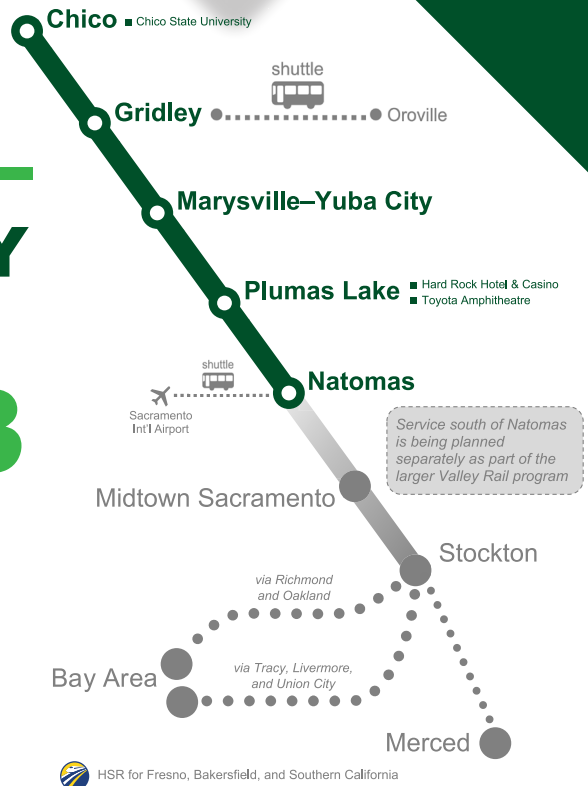 Chico
Chico State University
shuttle
Gridley
Oroville
Marysville–Yuba City
Y
Plumas Lake
Hard Rock Hotel & Casino
Toyota Amphitheatre
shuttle
Natomas
Sacramento
Int'l Airport
B
Service south of Natomas
is being planned
separately as part of the
larger Valley Rail program
Midtown Sacramento
Stockton
via Richmond
and Oakland
via Tracy, Livermore,
and Union City
Bay Area
Merced
HSR for Fresno, Bakersfield, and Southern California